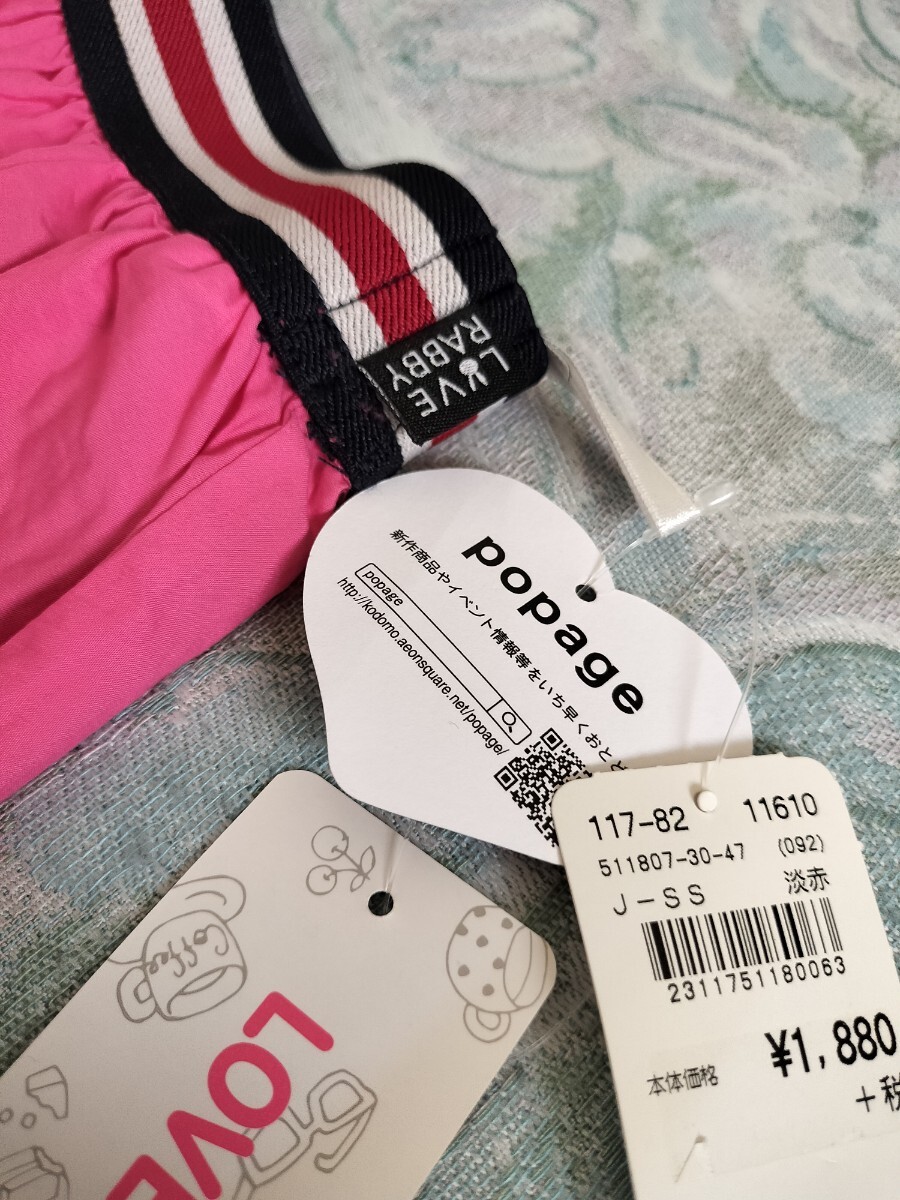 LOVE
RABBY
popage
新作商品やイベント情報等をいち早くおとど
popage
http://kodomo.aeonsquare.net/popage/
117-82 11610
511807-30-47 (092)
J-SS 淡赤
2311751180063
本体価格 ¥1,880
+税
Coffee
LOVE